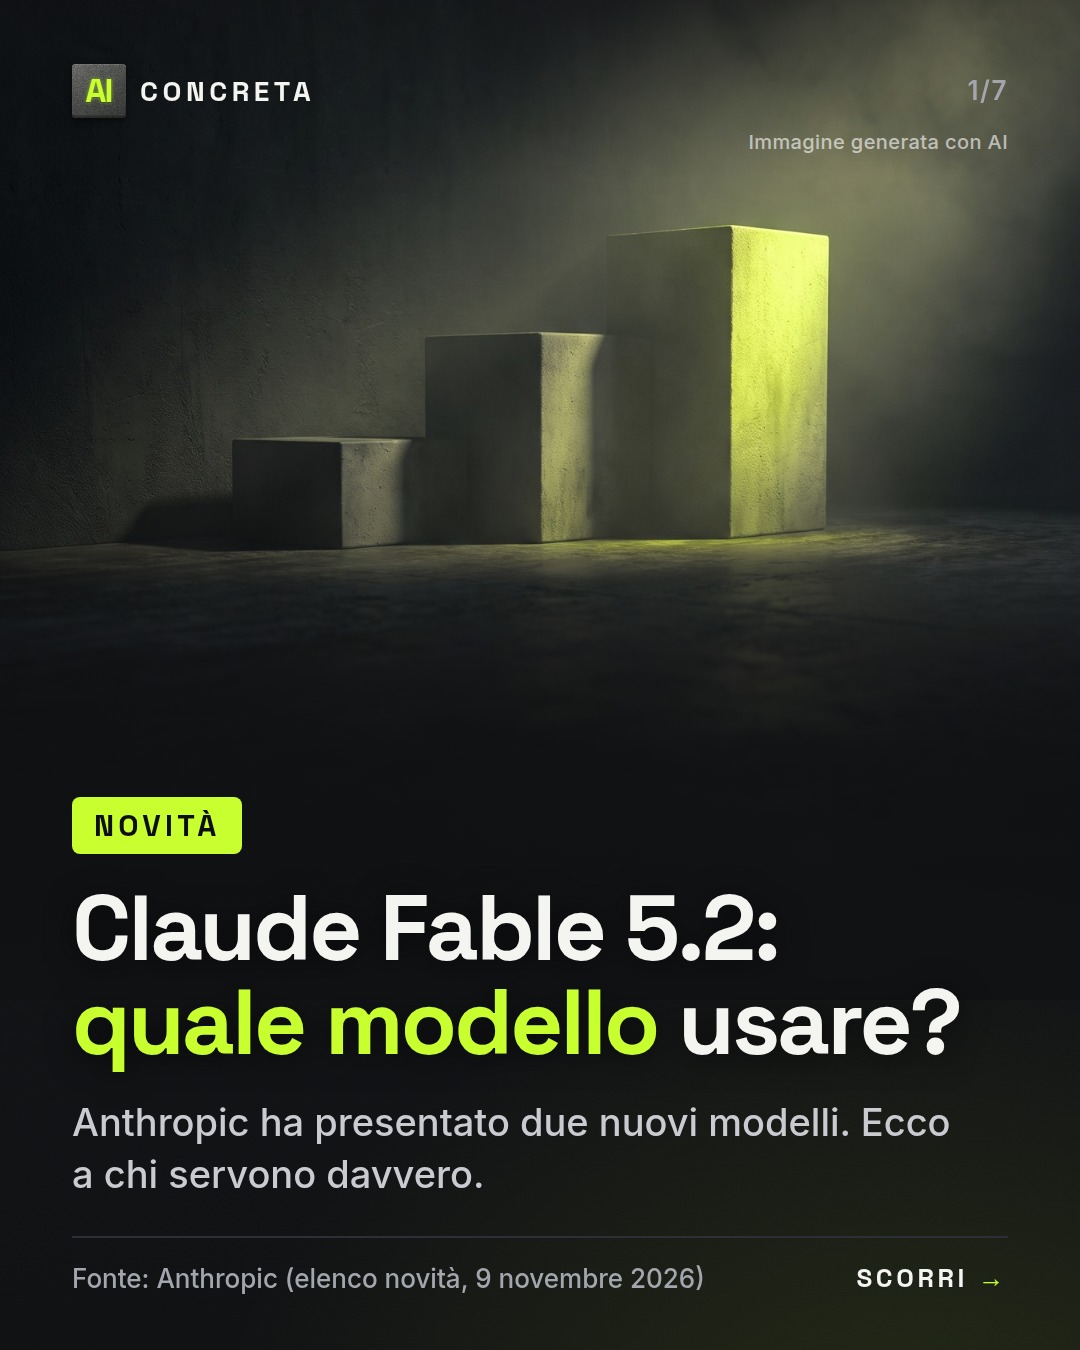 AI CONCRETA
1/7
Immagine generata con AI
NOVITÀ
Claude Fable 5.2:
quale modello usare?
Anthropic ha presentato due nuovi modelli. Ecco
a chi servono davvero.
Fonte: Anthropic (elenco novità, 9 novembre 2026)
SCORRI →